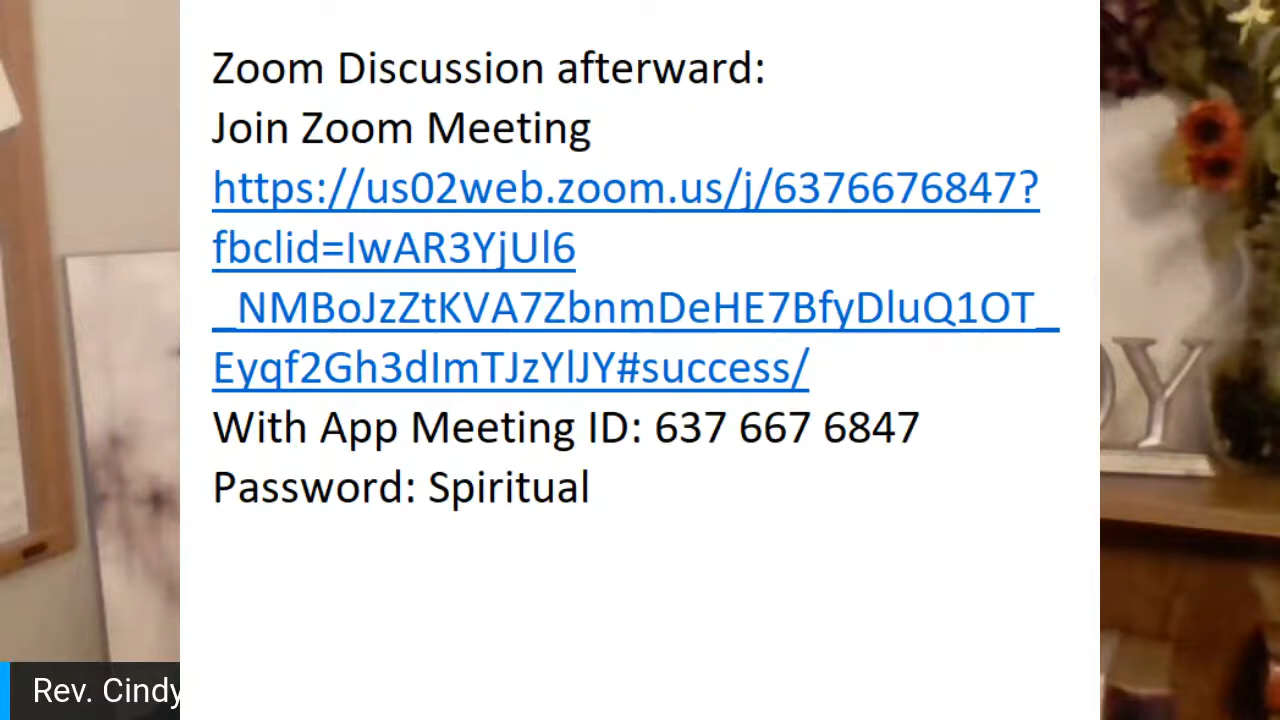 Zoom Discussion afterward:
Join Zoom Meeting
https://us02web.zoom.us/j/6376676847?
fbclid=IwAR3YjUl6
_NMBoJzZtKVA7ZbnmDeHE7BfyDluQ1OT_
Eyqf2Gh3dImTJzYlJY#success/
With App Meeting ID: 637 667 6847
Password: Spiritual
Rev. Cindy